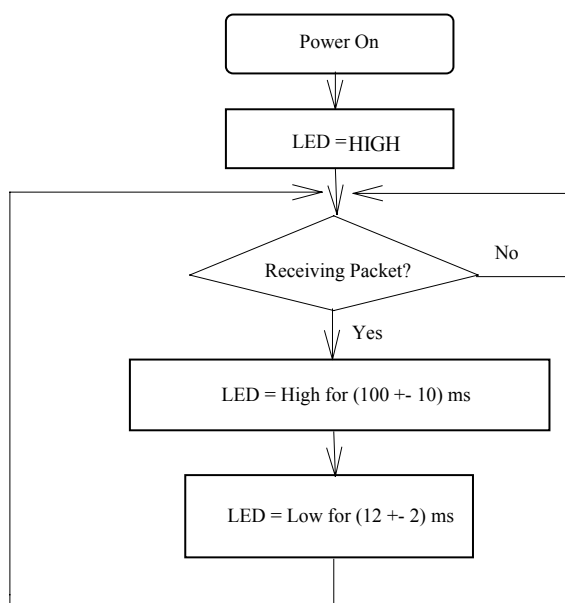 Power On
LED =HIGH
Receiving Packet?
No
Yes
LED = High for (100 +- 10) ms
LED = Low for (12 +- 2) ms